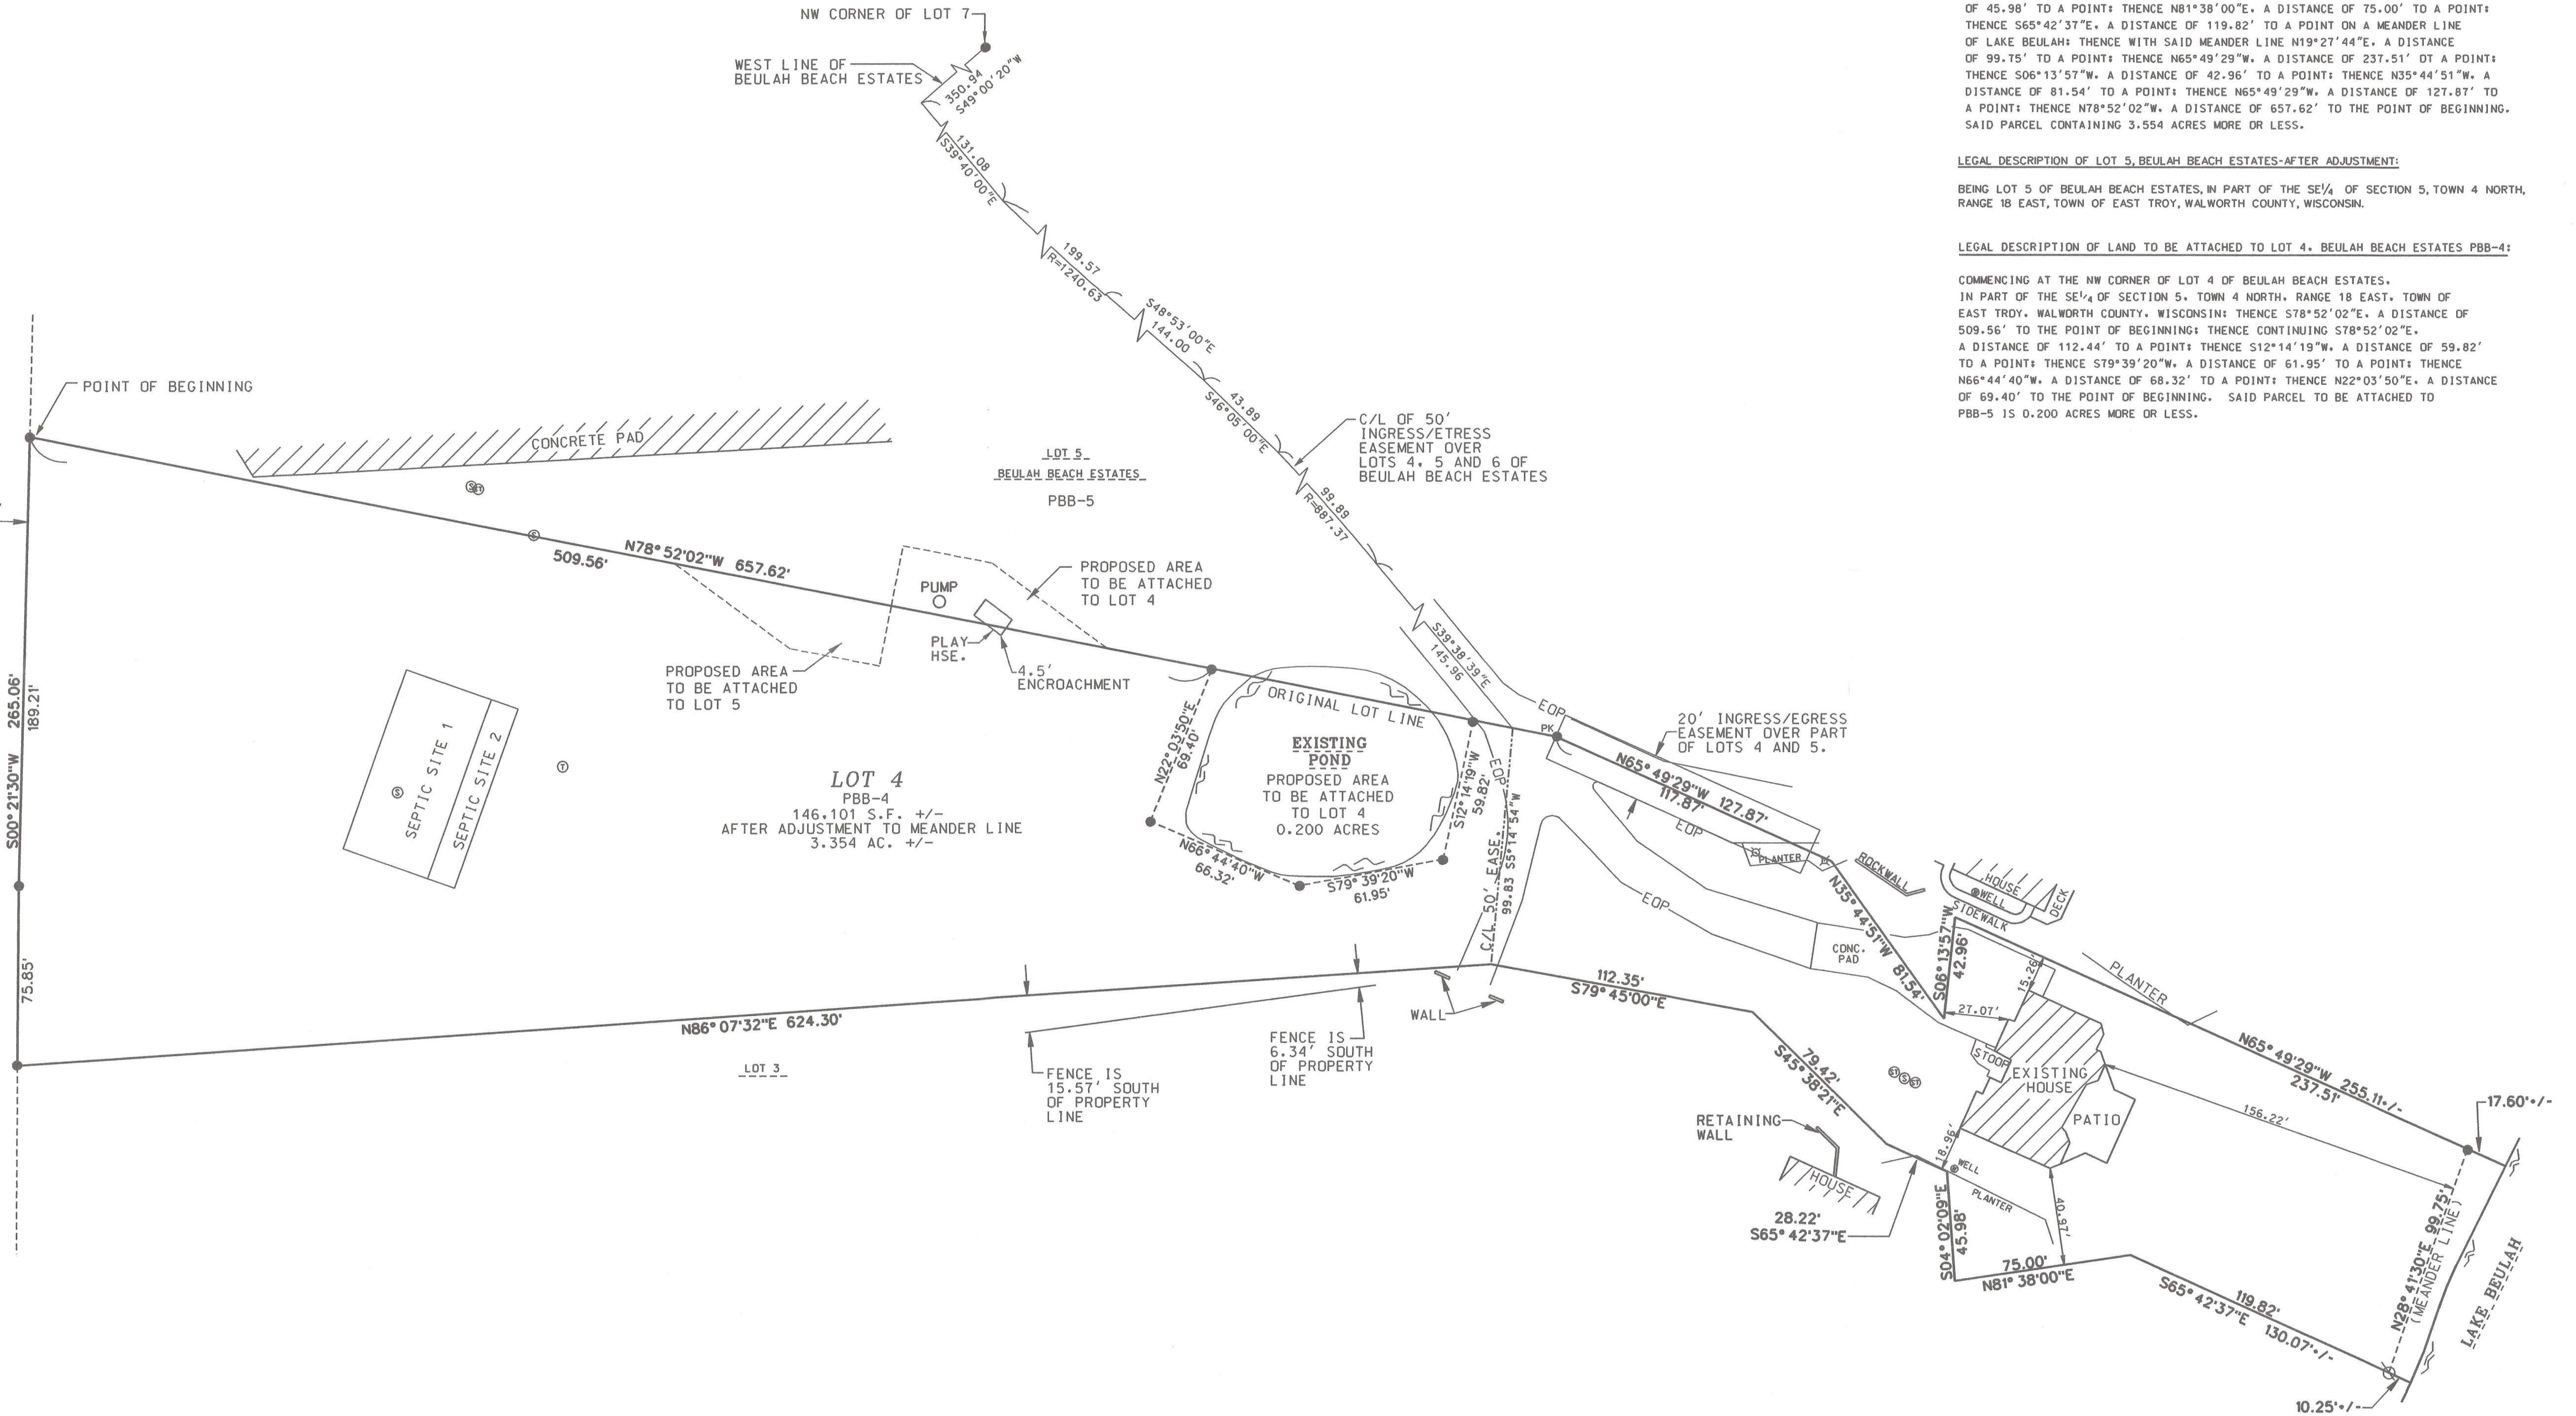 NW CORNER OF LOT 7
WEST LINE OF
BEULAH BEACH ESTATES
350.94
S49°00'20"W
131.08
S39°40'00"E
199.57
R=1240.63
S48°53'00"E
144.00
43.89
S46°05'00"E
C/L OF 50'
INGRESS/ETRESS
EASEMENT OVER
LOTS 4. 5 AND 6 OF
BEULAH BEACH ESTATES
99.89
R=887.37
S39°38'39"E
145.96
OF 45.98' TO A POINT: THENCE N81°38'00"E. A DISTANCE OF 75.00' TO A POINT:
THENCE S65°42'37"E. A DISTANCE OF 119.82' TO A POINT ON A MEANDER LINE
OF LAKE BEULAH: THENCE WITH SAID MEANDER LINE N19°27'44"E. A DISTANCE
OF 99.75' TO A POINT: THENCE N65°49'29"W. A DISTANCE OF 237.51' OT A POINT:
THENCE S06°13'57"W. A DISTANCE OF 42.96' TO A POINT: THENCE N35°44'51"W. A
DISTANCE OF 81.54' TO A POINT: THENCE N65°49'29"W. A DISTANCE OF 127.87' TO
A POINT: THENCE N78°52'02"W. A DISTANCE OF 657.62' TO THE POINT OF BEGINNING.
SAID PARCEL CONTAINING 3.554 ACRES MORE OR LESS.
LEGAL DESCRIPTION OF LOT 5, BEULAH BEACH ESTATES-AFTER ADJUSTMENT:
BEING LOT 5 OF BEULAH BEACH ESTATES, IN PART OF THE SE1/4 OF SECTION 5, TOWN 4 NORTH,
RANGE 18 EAST, TOWN OF EAST TROY, WALWORTH COUNTY, WISCONSIN.
LEGAL DESCRIPTION OF LAND TO BE ATTACHED TO LOT 4. BEULAH BEACH ESTATES PBB-4:
COMMENCING AT THE NW CORNER OF LOT 4 OF BEULAH BEACH ESTATES.
IN PART OF THE SE1/4 OF SECTION 5. TOWN 4 NORTH. RANGE 18 EAST. TOWN OF
EAST TROY. WALWORTH COUNTY. WISCONSIN: THENCE S78°52'02"E. A DISTANCE OF
509.56' TO THE POINT OF BEGINNING: THENCE CONTINUING S78°52'02"E.
A DISTANCE OF 112.44' TO A POINT: THENCE S12°14'19"W. A DISTANCE OF 59.82'
TO A POINT: THENCE S79°39'20"W. A DISTANCE OF 61.95' TO A POINT: THENCE
N66°44'40"W. A DISTANCE OF 68.32' TO A POINT: THENCE N22°03'50"E. A DISTANCE
OF 69.40' TO THE POINT OF BEGINNING. SAID PARCEL TO BE ATTACHED TO
PBB-5 IS 0.200 ACRES MORE OR LESS.
POINT OF BEGINNING
CONCRETE PAD
LOT 5
BEULAH BEACH ESTATES
PBB-5
S ST
S
N78°52'02"W 657.62'
509.56'
PUMP
PLAY
HSE.
4.5'
ENCROACHMENT
PROPOSED AREA
TO BE ATTACHED
TO LOT 4
PROPOSED AREA
TO BE ATTACHED
TO LOT 5
S00°21'30"W 265.06'
189.21'
75.85'
SEPTIC SITE 1
SEPTIC SITE 2
S
T
LOT 4
PBB-4
146.101 S.F. +/-
AFTER ADJUSTMENT TO MEANDER LINE
3.354 AC. +/-
ORIGINAL LOT LINE
EXISTING
POND
PROPOSED AREA
TO BE ATTACHED
TO LOT 4
0.200 ACRES
N22°03'50"E
69.40'
N66°44'40"W
66.32'
S79°39'20"W
61.95'
S12°14'19"W
59.82'
EOP
C/L 50' EASE.
99.83 S5°14'54"W
EOP
PK
20' INGRESS/EGRESS
EASEMENT OVER PART
OF LOTS 4 AND 5.
N65°49'29"W 127.87'
117.87'
EOP
PLANTER
ROCKWALL
EOP
CONC.
PAD
HOUSE
WELL
SIDEWALK
DECK
N35°44'51"W 81.54'
S06°13'57"W
42.96'
PLANTER
15.26'
27.07'
STOOP
EXISTING
HOUSE
PATIO
N65°49'29"W 255.11+/-
237.51'
156.22'
17.60'+/-
N86°07'32"E 624.30'
LOT 3
FENCE IS
15.57' SOUTH
OF PROPERTY
LINE
FENCE IS
6.34' SOUTH
OF PROPERTY
LINE
WALL
112.35'
S79°45'00"E
79.42'
S45°38'21"E
ST S ST
RETAINING
WALL
HOUSE
28.22'
S65°42'37"E
18.96'
WELL
PLANTER
40.97'
S04°02'09"E
45.98'
75.00'
N81°38'00"E
119.82'
S65°42'37"E 130.07'+/-
N28°41'30"E 99.75'
(MEANDER LINE)
LAKE BEULAH
10.25'+/-